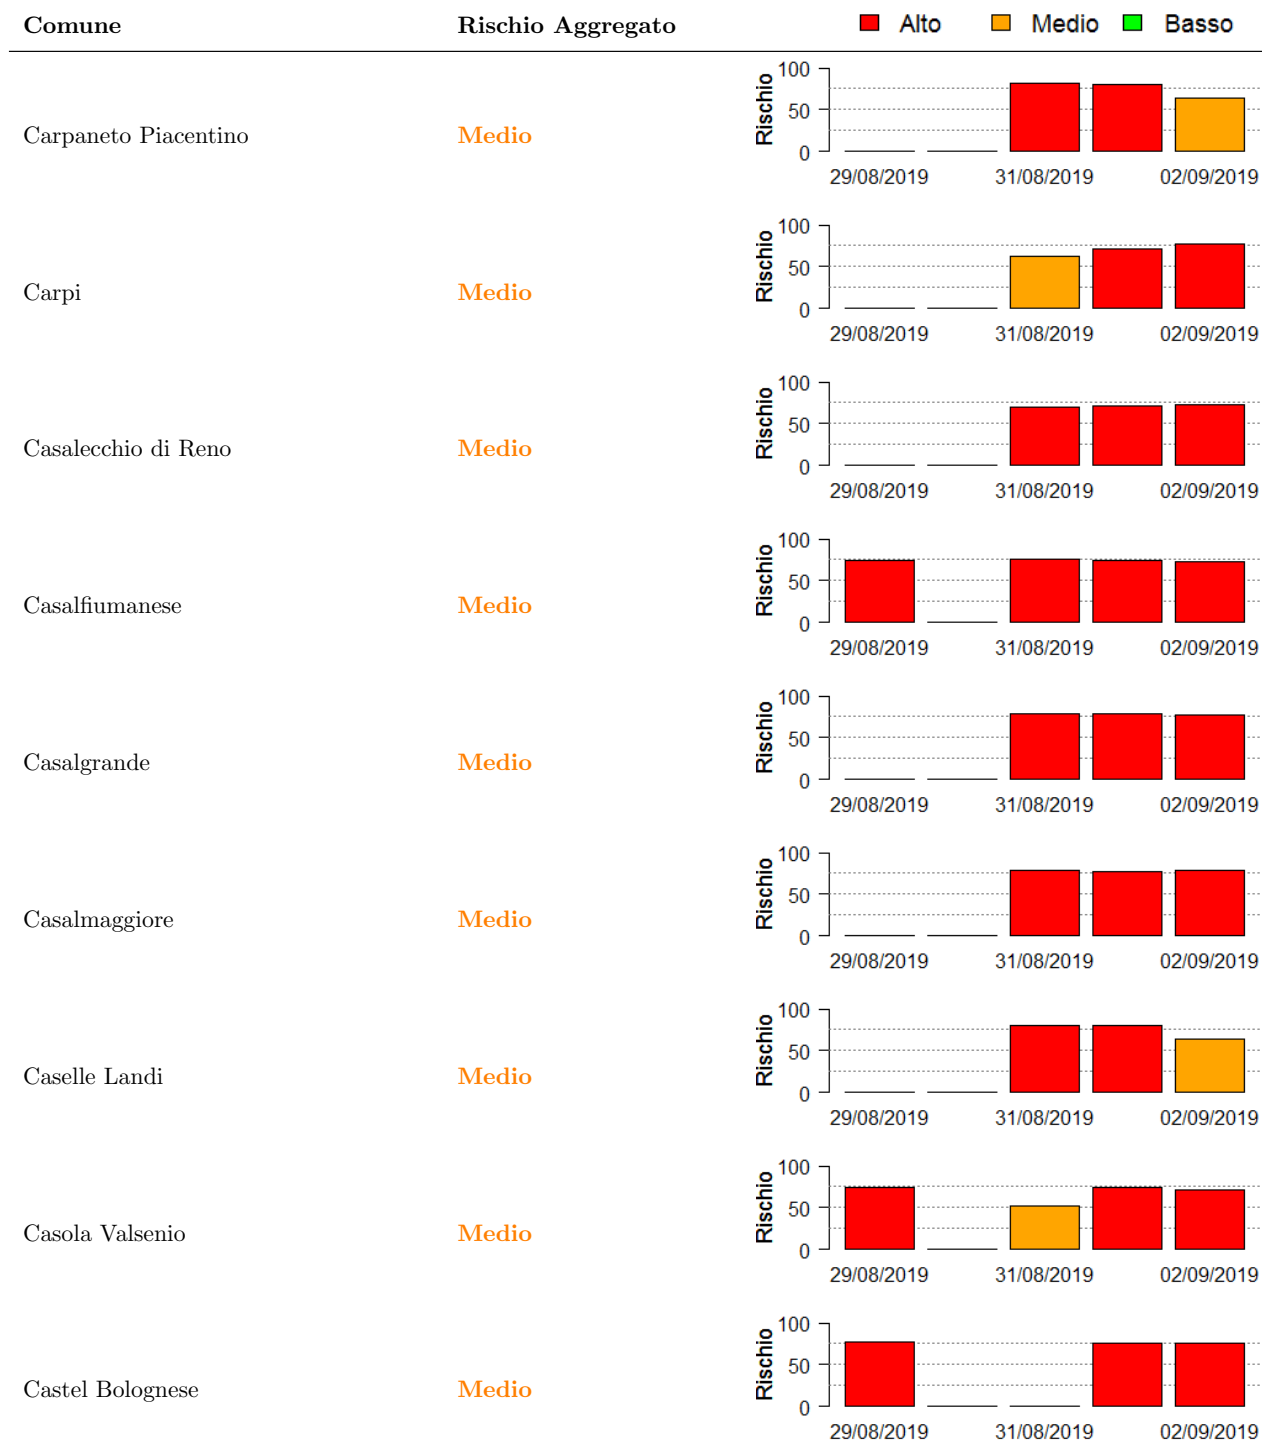 Comune Rischio Aggregato Alto Medio Basso
Carpaneto Piacentino Medio
Rischio
100
50
0
29/08/2019 31/08/2019 02/09/2019
Carpi Medio
Rischio
100
50
0
29/08/2019 31/08/2019 02/09/2019
Casalecchio di Reno Medio
Rischio
100
50
0
29/08/2019 31/08/2019 02/09/2019
Casalfiumanese Medio
Rischio
100
50
0
29/08/2019 31/08/2019 02/09/2019
Casalgrande Medio
Rischio
100
50
0
29/08/2019 31/08/2019 02/09/2019
Casalmaggiore Medio
Rischio
100
50
0
29/08/2019 31/08/2019 02/09/2019
Caselle Landi Medio
Rischio
100
50
0
29/08/2019 31/08/2019 02/09/2019
Casola Valsenio Medio
Rischio
100
50
0
29/08/2019 31/08/2019 02/09/2019
Castel Bolognese Medio
Rischio
100
50
0
29/08/2019 31/08/2019 02/09/2019